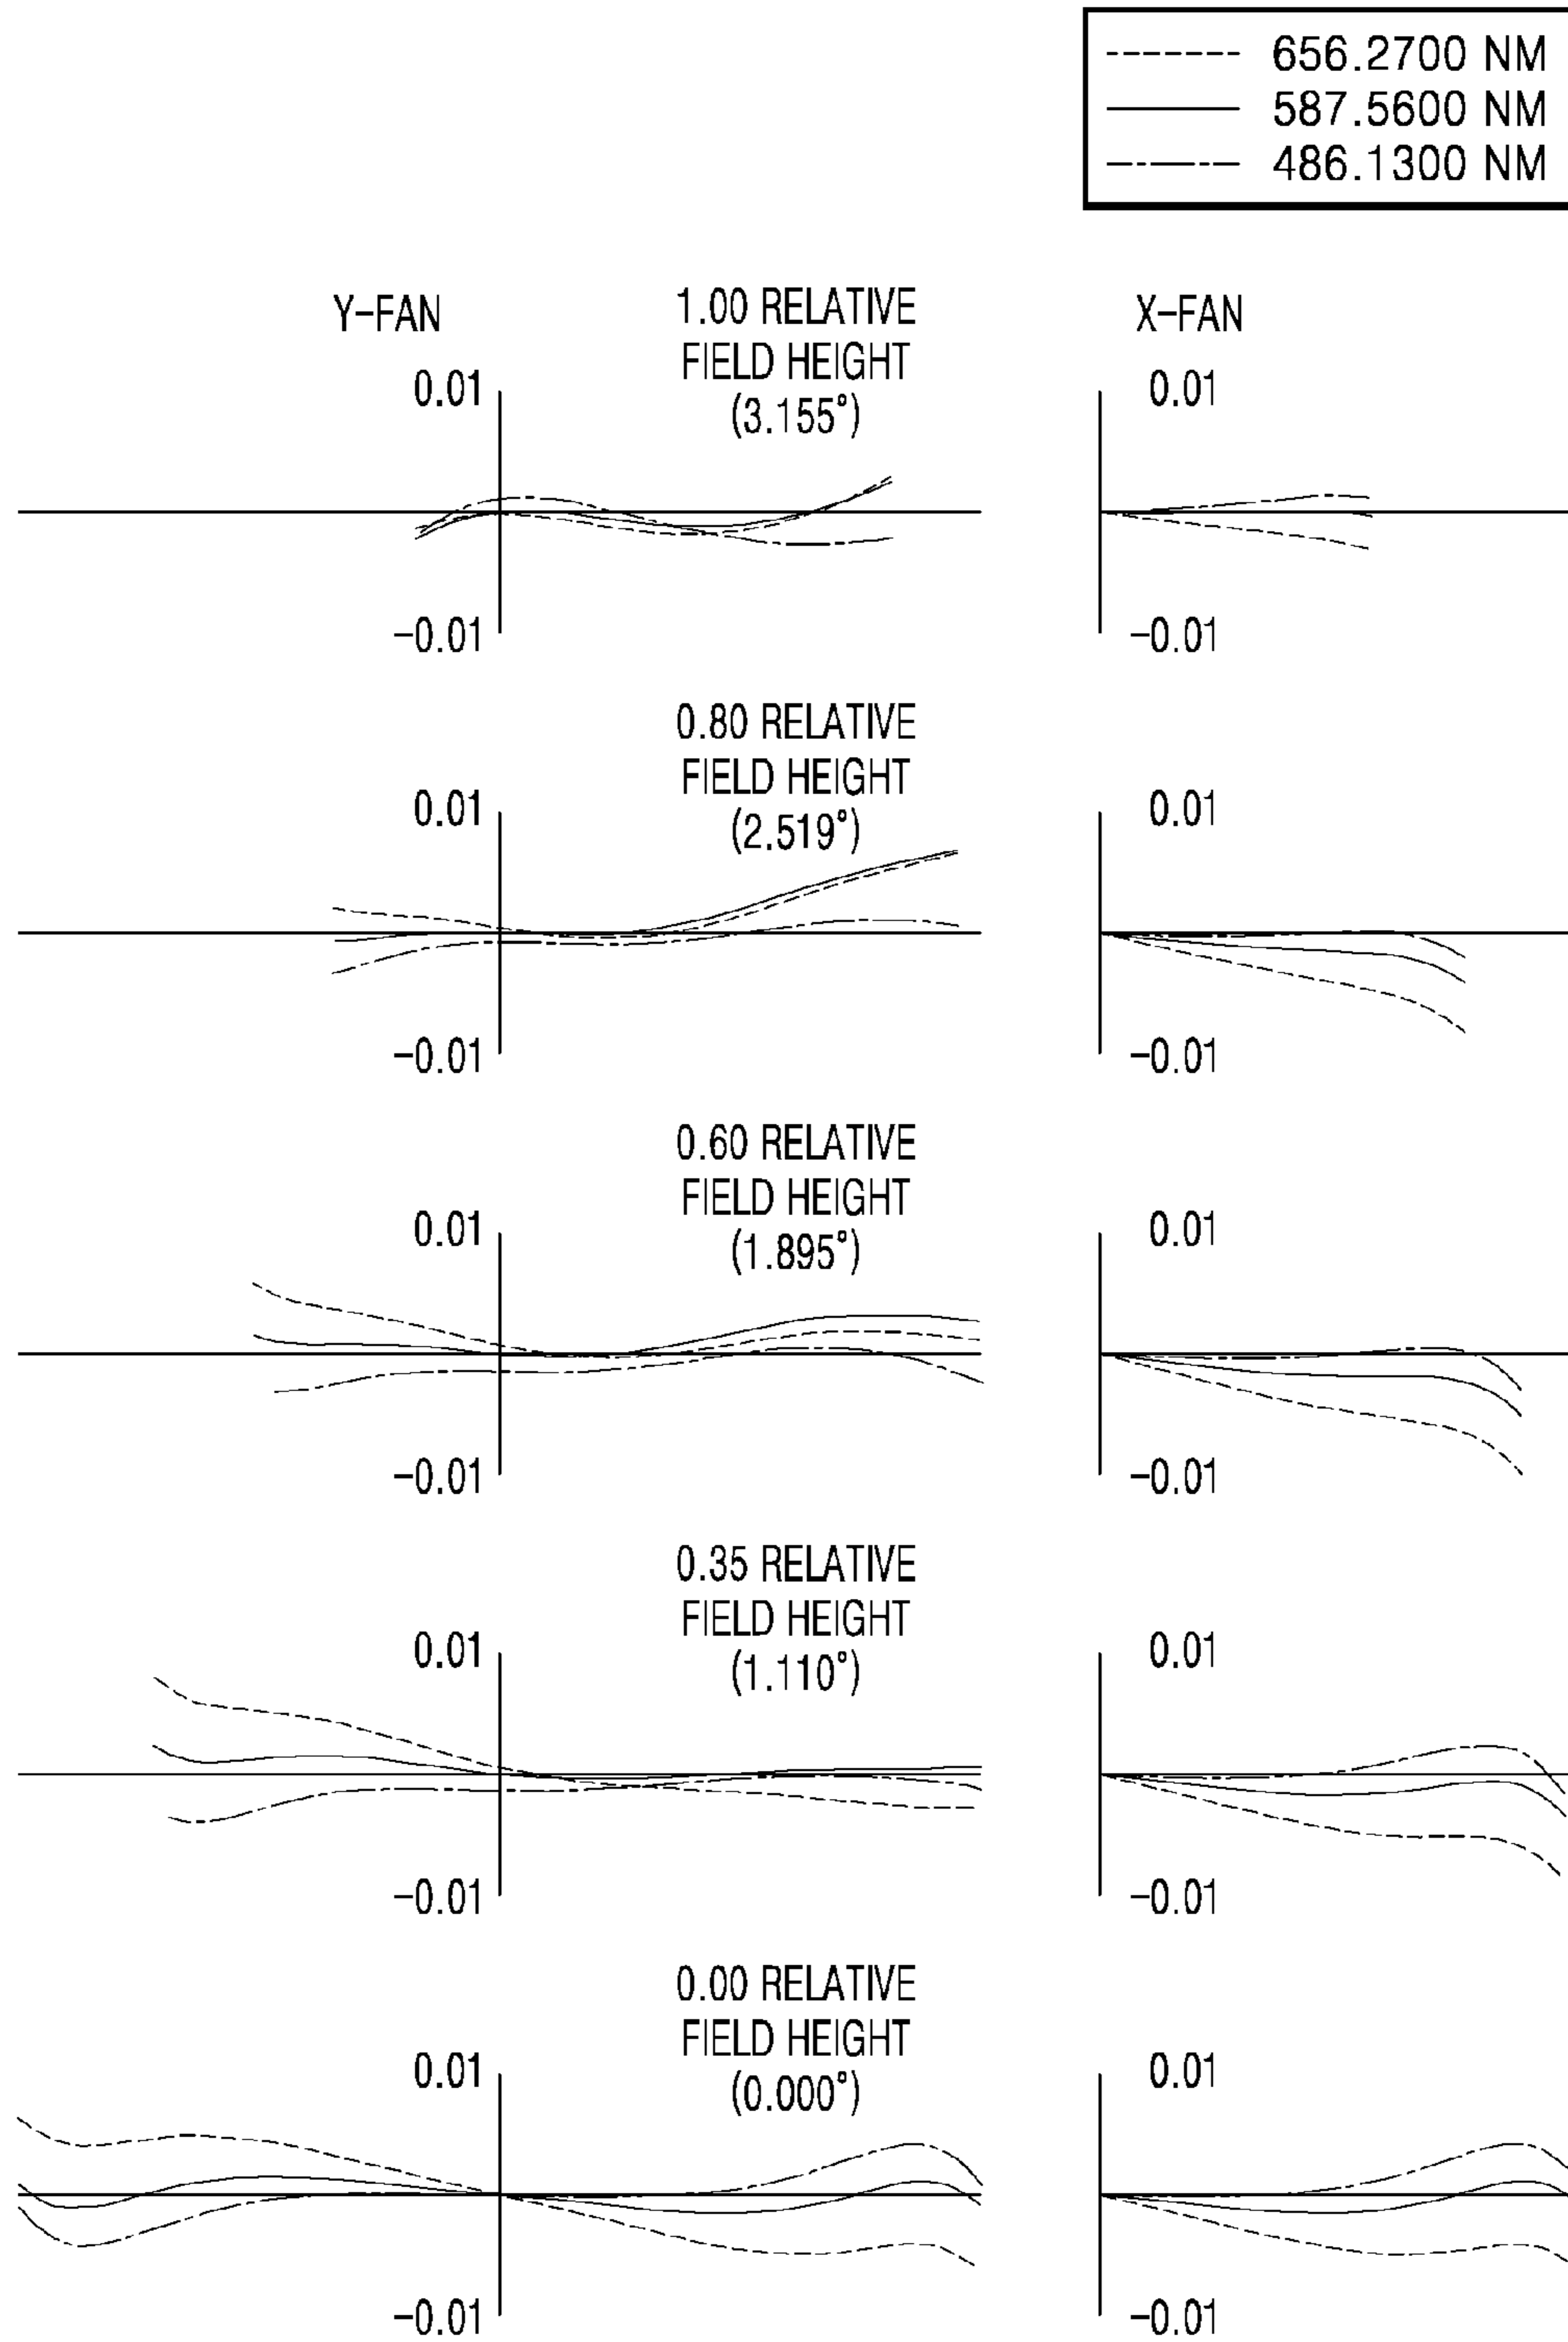 656.2700 NM
587.5600 NM
486.1300 NM
Y-FAN
1.00 RELATIVE
FIELD HEIGHT
(3.155°)
X-FAN
0.01
0.01
-0.01
-0.01
0.80 RELATIVE
FIELD HEIGHT
(2.519°)
0.01
0.01
-0.01
-0.01
0.60 RELATIVE
FIELD HEIGHT
(1.895°)
0.01
0.01
-0.01
-0.01
0.35 RELATIVE
FIELD HEIGHT
(1.110°)
0.01
0.01
-0.01
-0.01
0.00 RELATIVE
FIELD HEIGHT
(0.000°)
0.01
0.01
-0.01
-0.01